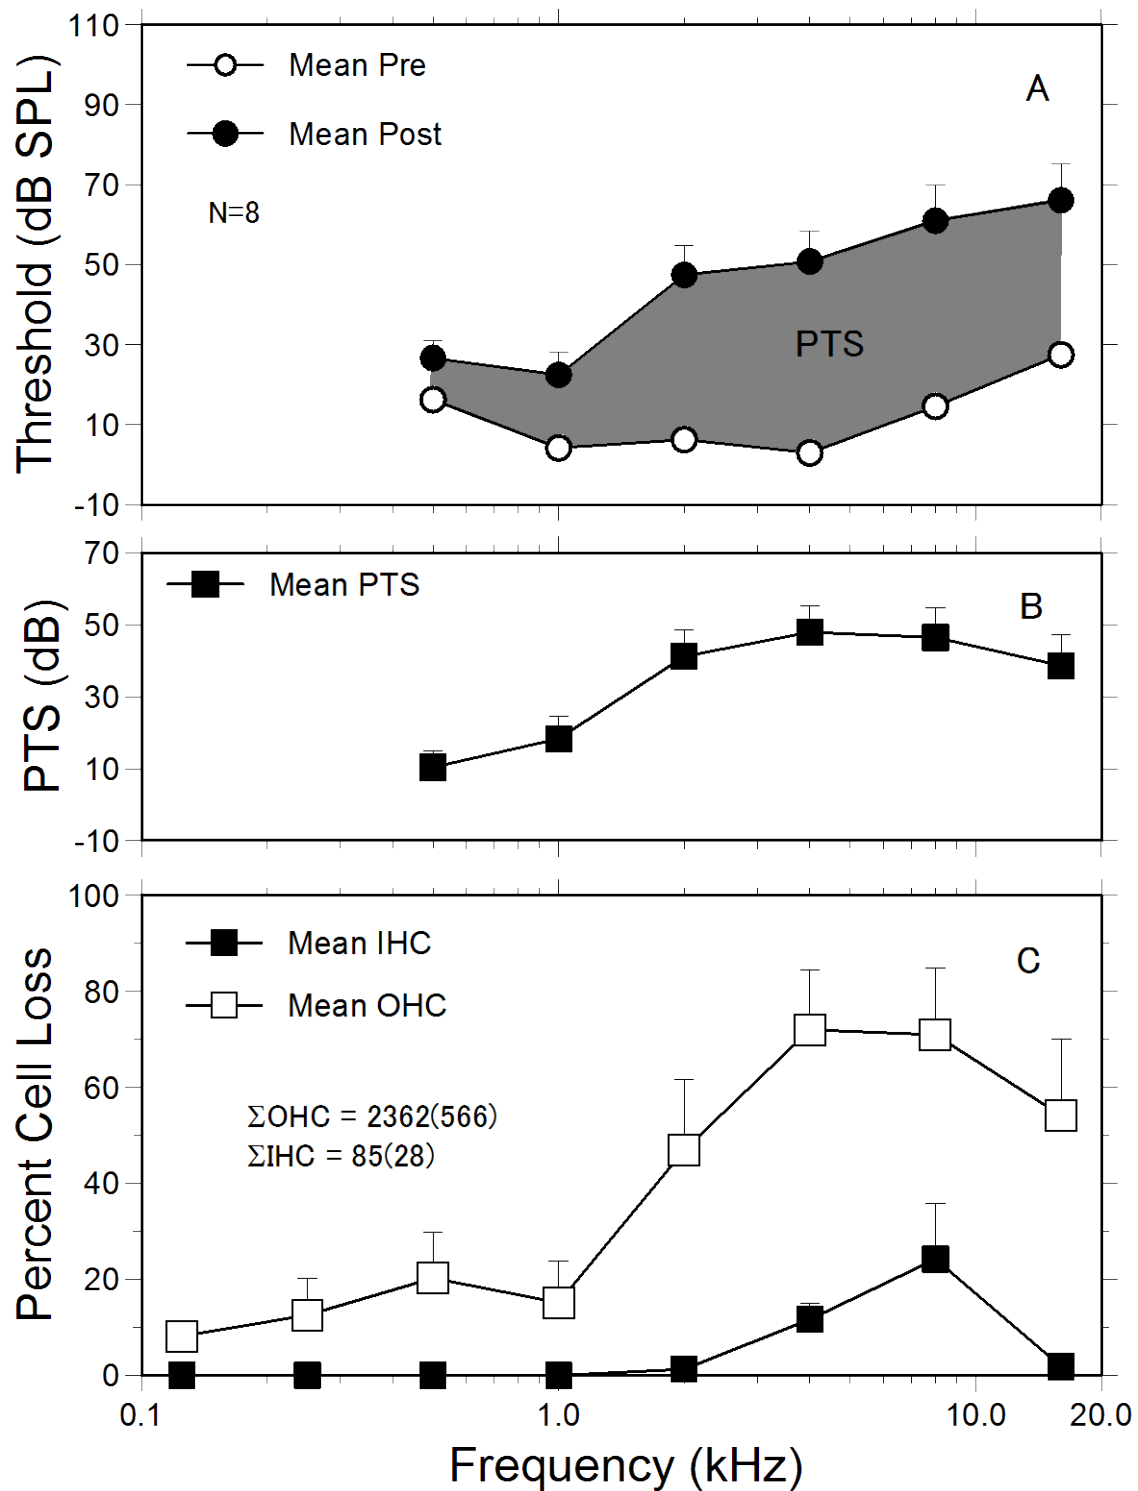 110
90
70
50
30
10
-10
Threshold (dB SPL)
Mean Pre
Mean Post
N=8
A
PTS
70
50
30
10
-10
PTS (dB)
Mean PTS
B
100
80
60
40
20
0
Percent Cell Loss
Mean IHC
Mean OHC
C
ΣOHC = 2362(566)
ΣIHC = 85(28)
0.1 1.0 10.0 20.0
Frequency (kHz)